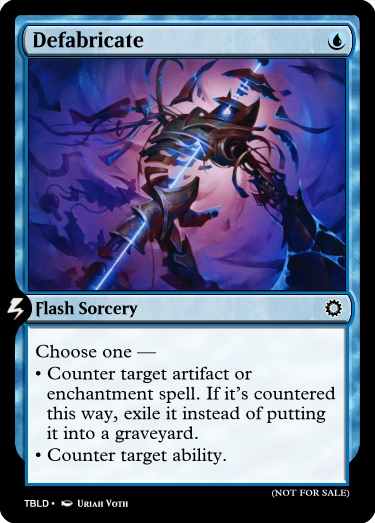 Defabricate
Flash Sorcery
Choose one —
• Counter target artifact or
enchantment spell. If it's countered
this way, exile it instead of putting
it into a graveyard.
• Counter target ability.
(NOT FOR SALE)
TBLD • Uriah Voth